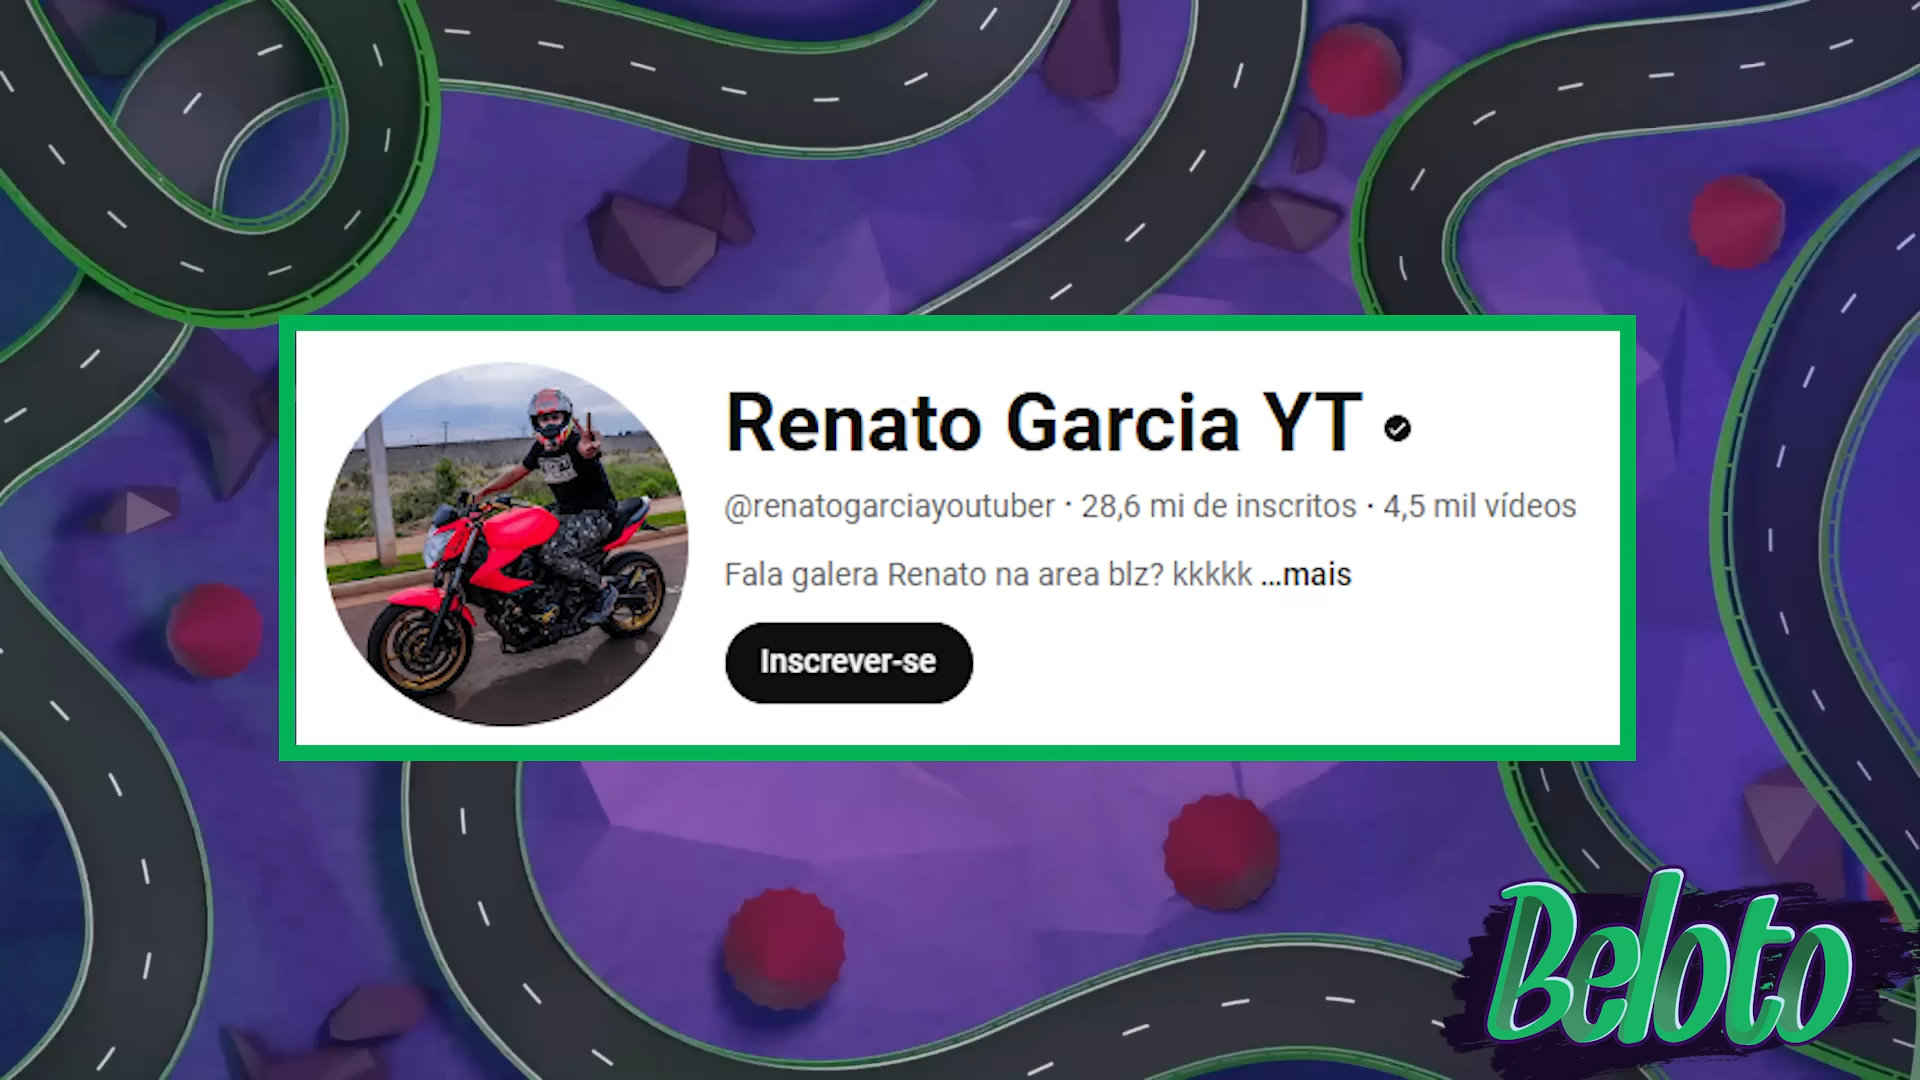 Renato Garcia YT
@renatogarciayoutuber · 28,6 mi de inscritos · 4,5 mil vídeos
Fala galera Renato na area blz? kkkkk ...mais
Inscrever-se
Beloto